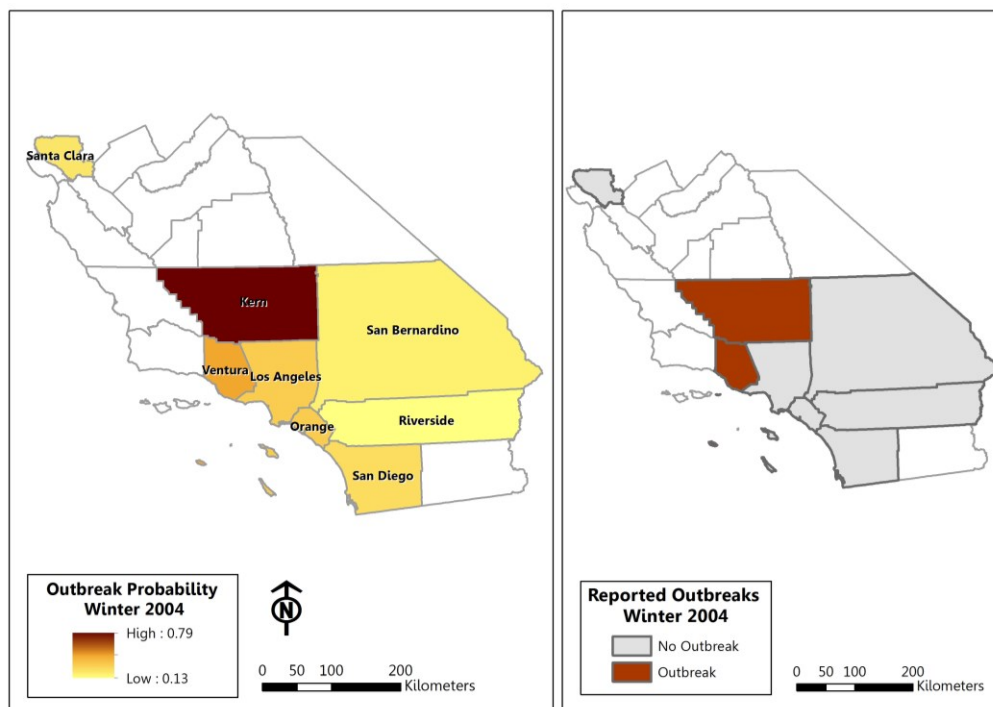 Santa Clara
Kern
San Bernardino
Ventura
Los Angeles
Orange
Riverside
San Diego
Outbreak Probability
Winter 2004
High : 0.79
Low : 0.13
N
0 50 100 200
Kilometers
Reported Outbreaks
Winter 2004
No Outbreak
Outbreak
0 50 100 200
Kilometers